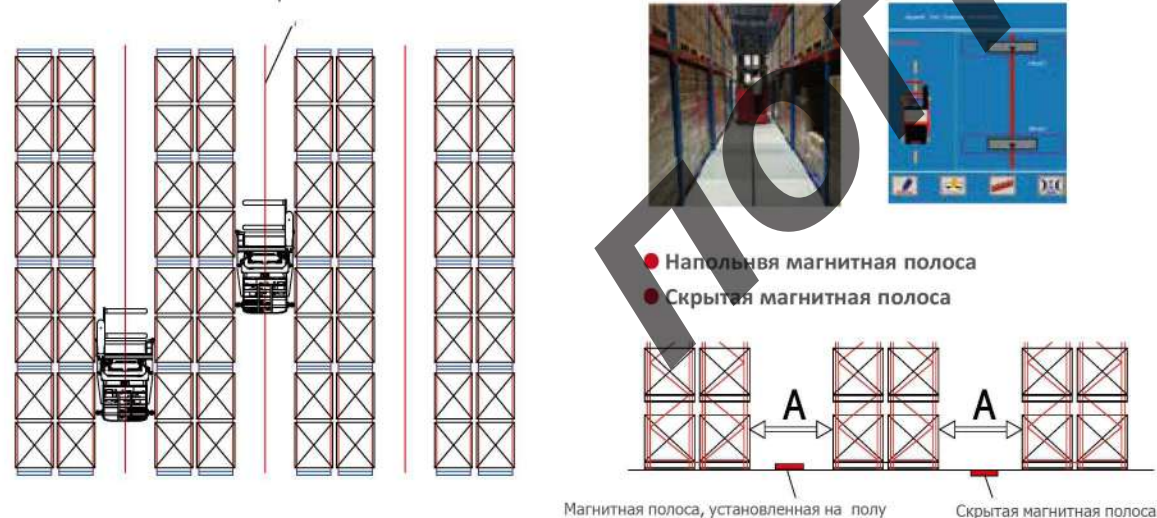 Напольнвя магнитная полоса
Скрытая магнитная полоса
A
A
Магнитная полоса, установленная на полу
Скрытая магнитная полоса